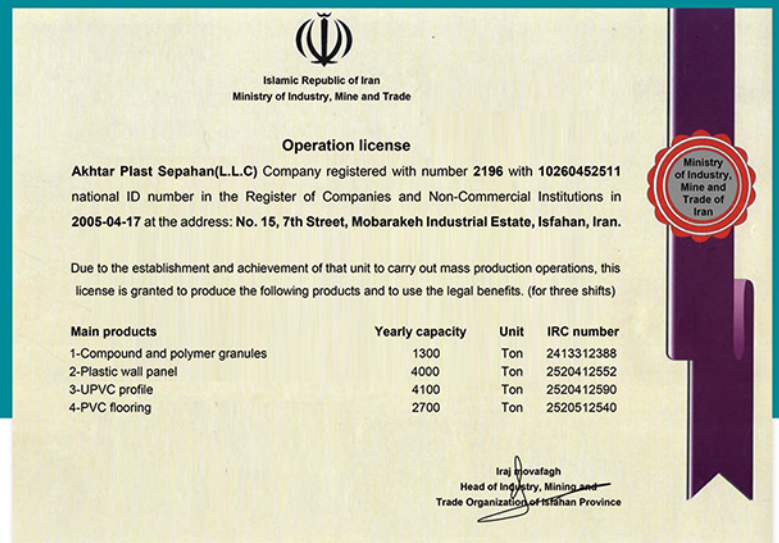 Islamic Republic of Iran
Ministry of Industry, Mine and Trade
Operation license
Akhtar Plast Sepahan(L.L.C) Company registered with number 2196 with 10260452511
national ID number in the Register of Companies and Non-Commercial Institutions in
2005-04-17 at the address: No. 15, 7th Street, Mobarakeh Industrial Estate, Isfahan, Iran.
Due to the establishment and achievement of that unit to carry out mass production operations, this
license is granted to produce the following products and to use the legal benefits. (for three shifts)
Main products Yearly capacity Unit IRC number
1-Compound and polymer granules 1300 Ton 2413312388
2-Plastic wall panel 4000 Ton 2520412552
3-UPVC profile 4100 Ton 2520412590
4-PVC flooring 2700 Ton 2520512540
Iraj movafagh
Head of Industry, Mining and
Trade Organization of Isfahan Province
Ministry
of Industry,
Mine and
Trade of
Iran